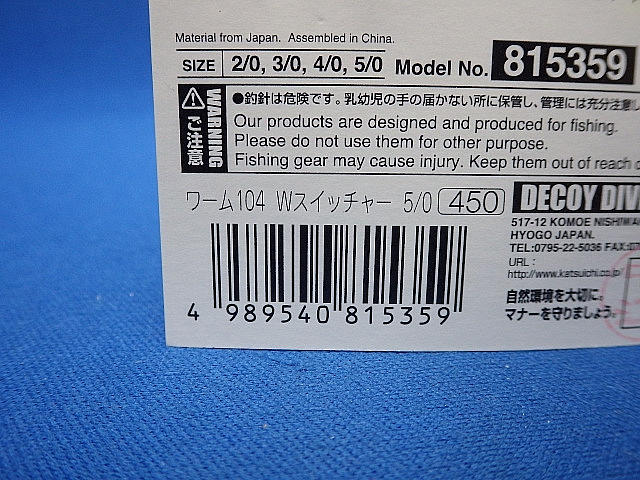 Material from Japan. Assembled in China.
SIZE 2/0, 3/0, 4/0, 5/0 Model No. 815359
WARNING
ご注意
●釣針は危険です。乳幼児の手の届かない所に保管し、管理には充分注意し
Our products are designed and produced for fishing.
Please do not use them for other purpose.
Fishing gear may cause injury. Keep them out of reach
ワーム104 Wスイッチャー 5/0 450
DECOY
517-12 KOMOE
HYOGO JAPAN.
TEL:0795-22-5036
URL :
http://www.katsuichi.co.jp/
自然環境を大切に。
マナーを守りましょう。
4 989540 815359